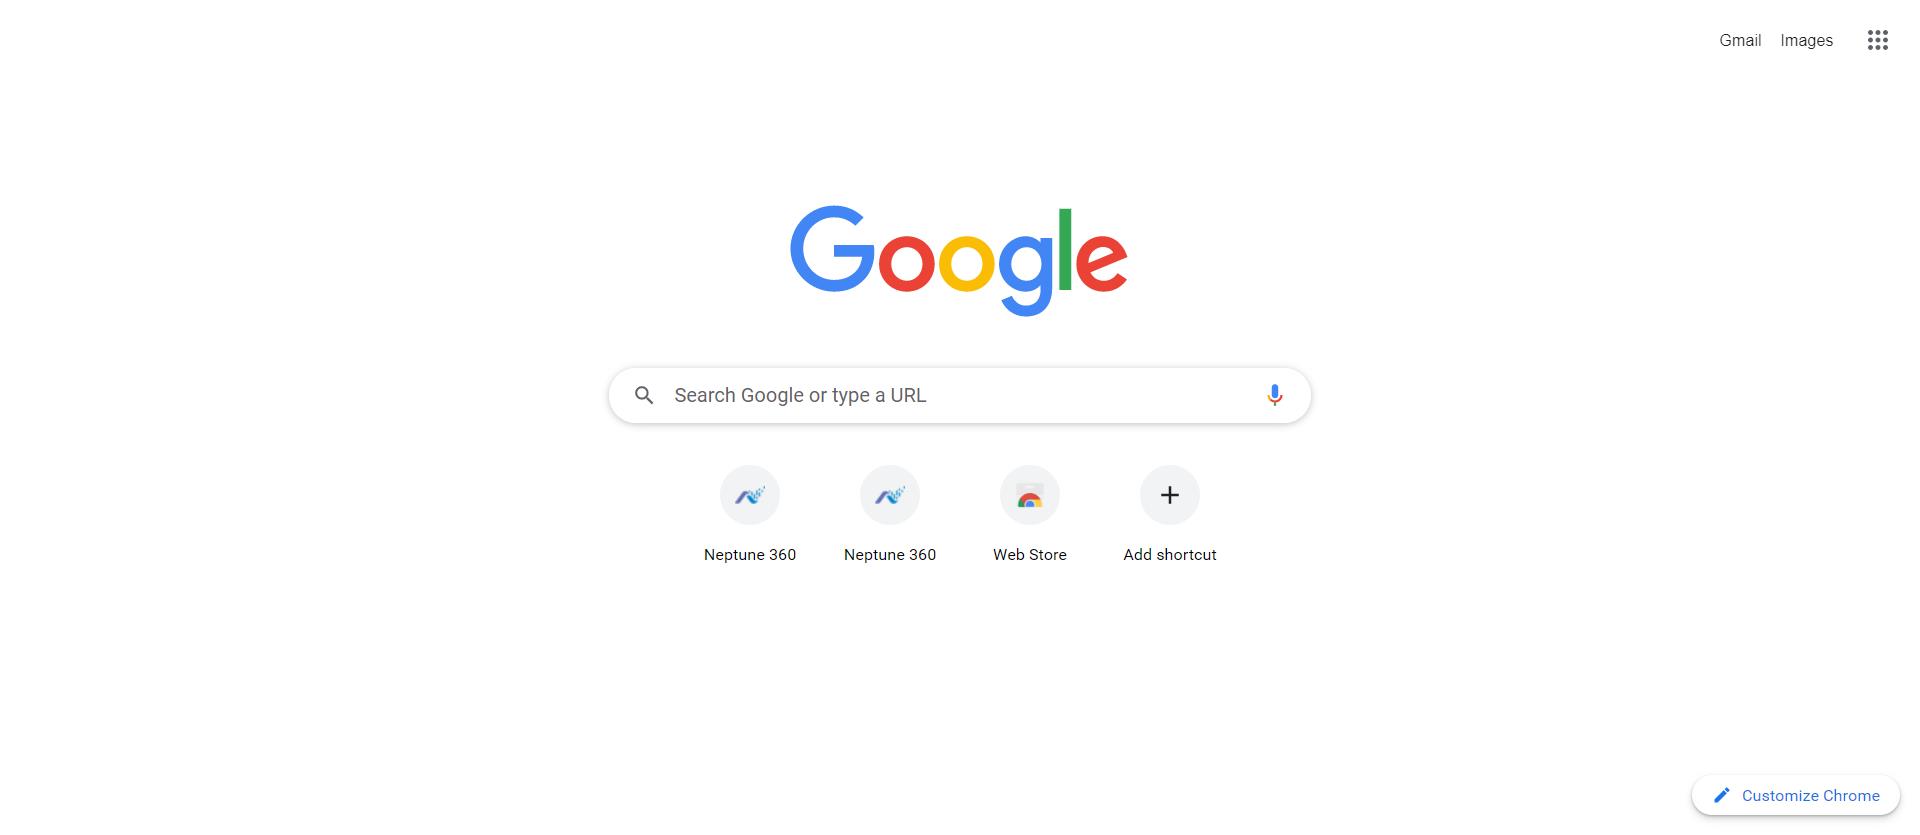 Gmail Images
Google
Search Google or type a URL
Neptune 360 Neptune 360 Web Store Add shortcut
Customize Chrome